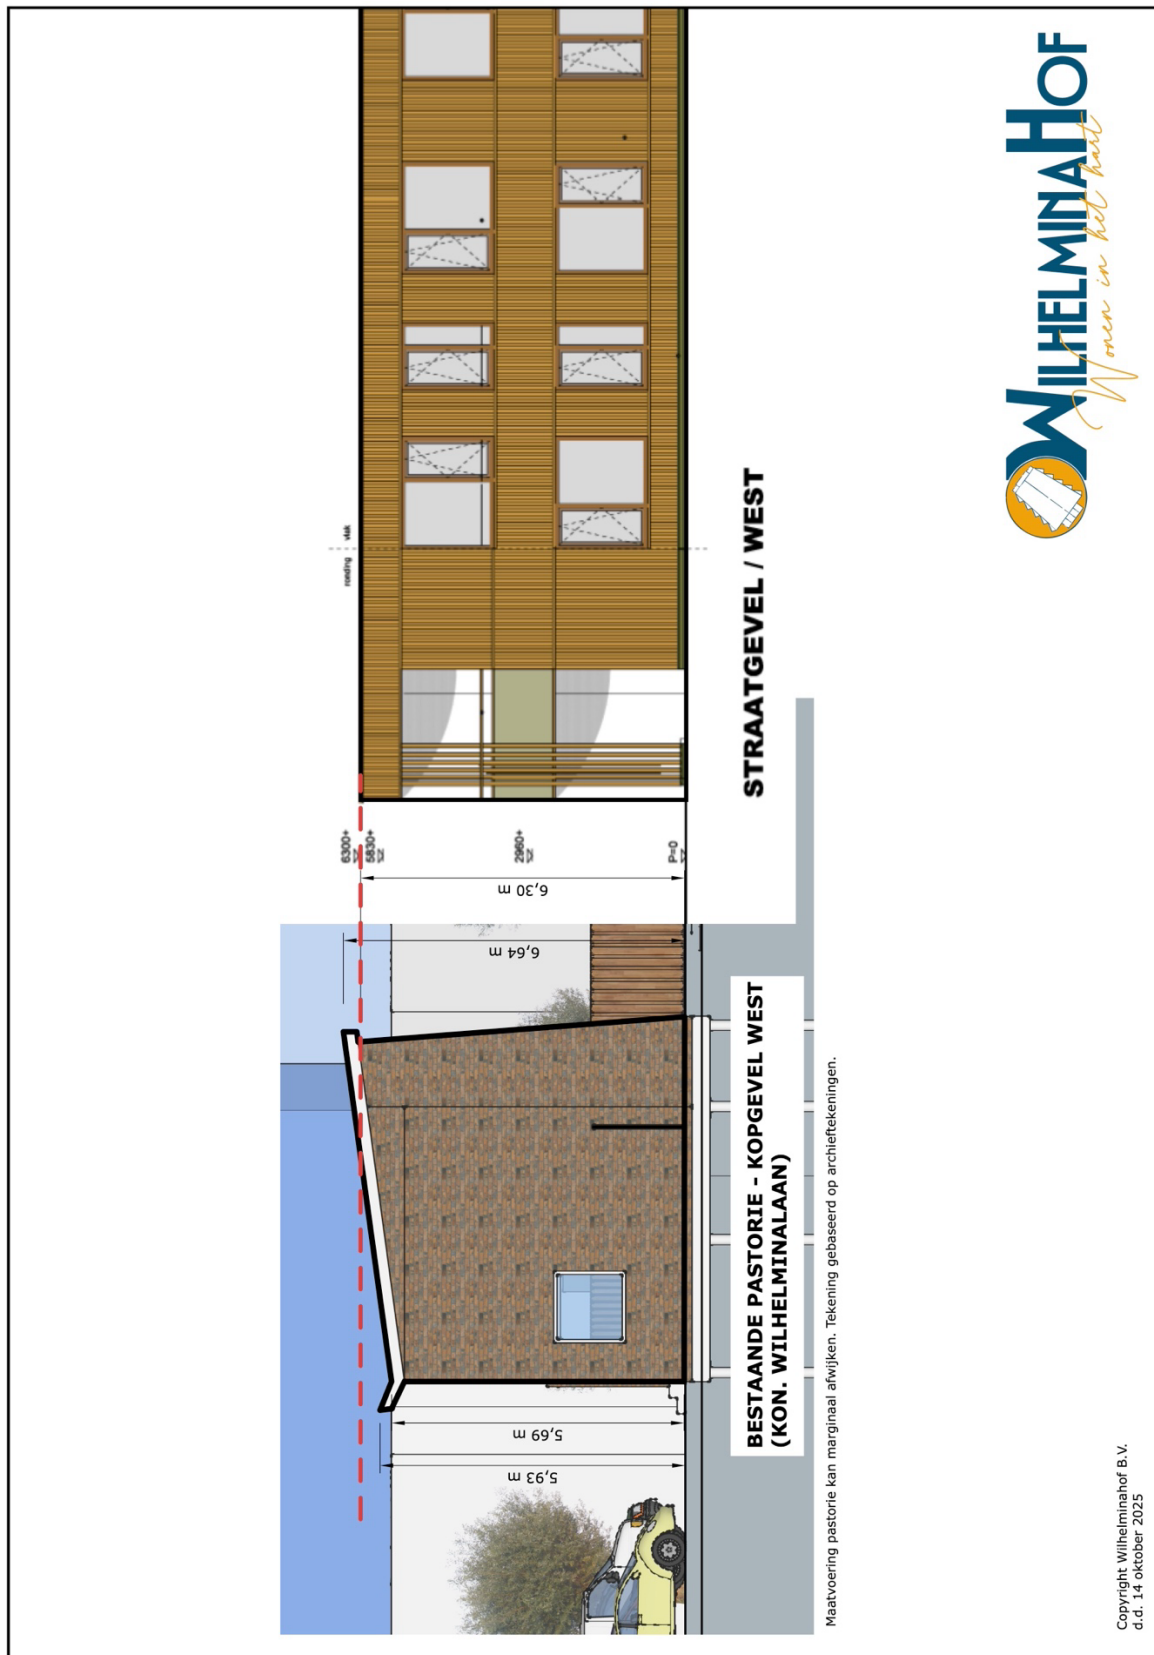 WILHELMINAHOF
Wonen in het hart
ronding vlak
6300+
5830+
2960+
P=0
6,30 m
6,64 m
5,69 m
5,93 m
STRAATGEVEL / WEST
BESTAANDE PASTORIE - KOPGEVEL WEST
(KON. WILHELMINALAAN)
Maatvoering pastorie kan marginaal afwijken. Tekening gebaseerd op archieftekeningen.
Copyright Wilhelminahof B.V.
d.d. 14 oktober 2025